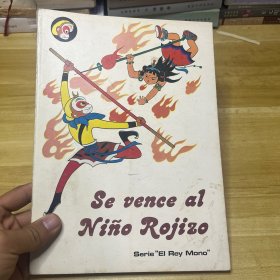 Se vence al
Niño Rojizo
Serie "El Rey Mono"